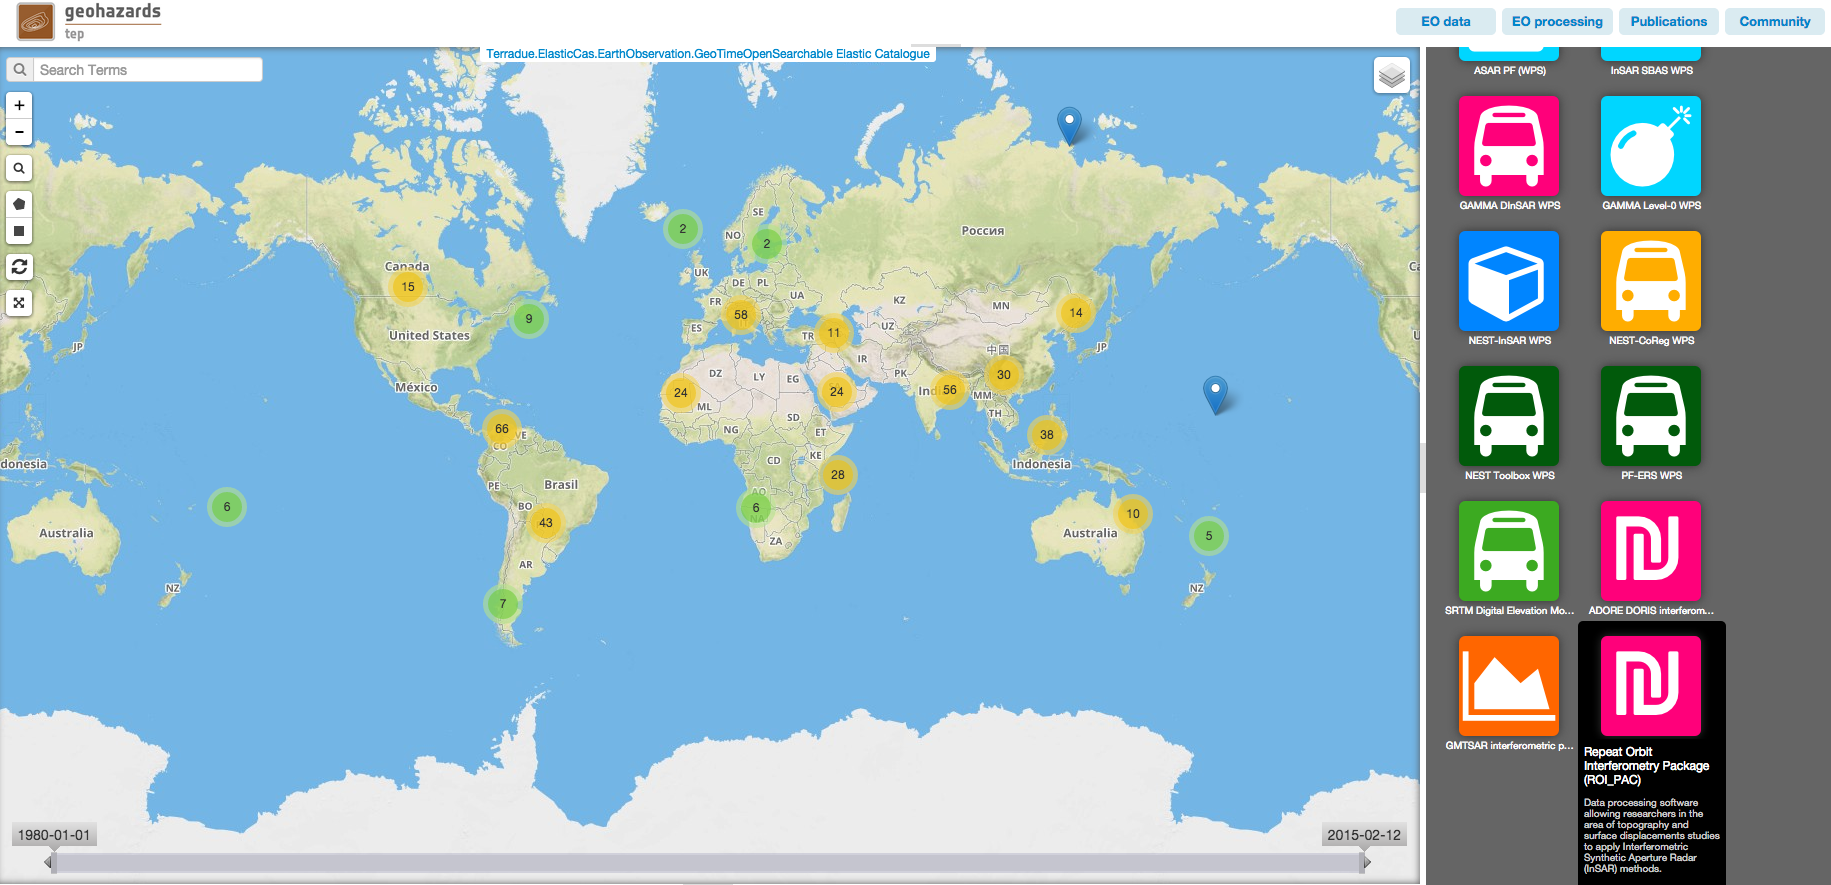 geohazards
tep
EO data
EO processing
Publications
Community
Terradue.ElasticCas.EarthObservation.GeoTimeOpenSearchable Elastic Catalogue
Search Terms
+
−
SE
NO
Россия
Canada
UK
DE
PL
UA
FR
KZ
MN
United States
ES
TR
UZ
JP
JP
中国
IR
México
DZ
LY
EG
PK
Ind
MM
TH
ML
SD
NG
ET
VE
CO
KE
CD
Indonesia
donesia
PE
Brasil
AO
BO
NA
Australia
Australia
ZA
AR
NZ
NZ
2
2
15
9
58
11
14
30
24
24
56
66
38
28
6
6
43
10
5
7
1980-01-01
2015-02-12
ASAR PF (WPS)
InSAR SBAS WPS
GAMMA DInSAR WPS
GAMMA Level-0 WPS
NEST-InSAR WPS
NEST-CoReg WPS
NEST Toolbox WPS
PF-ERS WPS
SRTM Digital Elevation Mo...
ADORE DORIS interferom...
GMTSAR interferometric p...
Repeat Orbit
Interferometry Package
(ROI_PAC)
Data processing software
allowing researchers in the
area of topography and
surface displacements studies
to apply Interferometric
Synthetic Aperture Radar
(InSAR) methods.